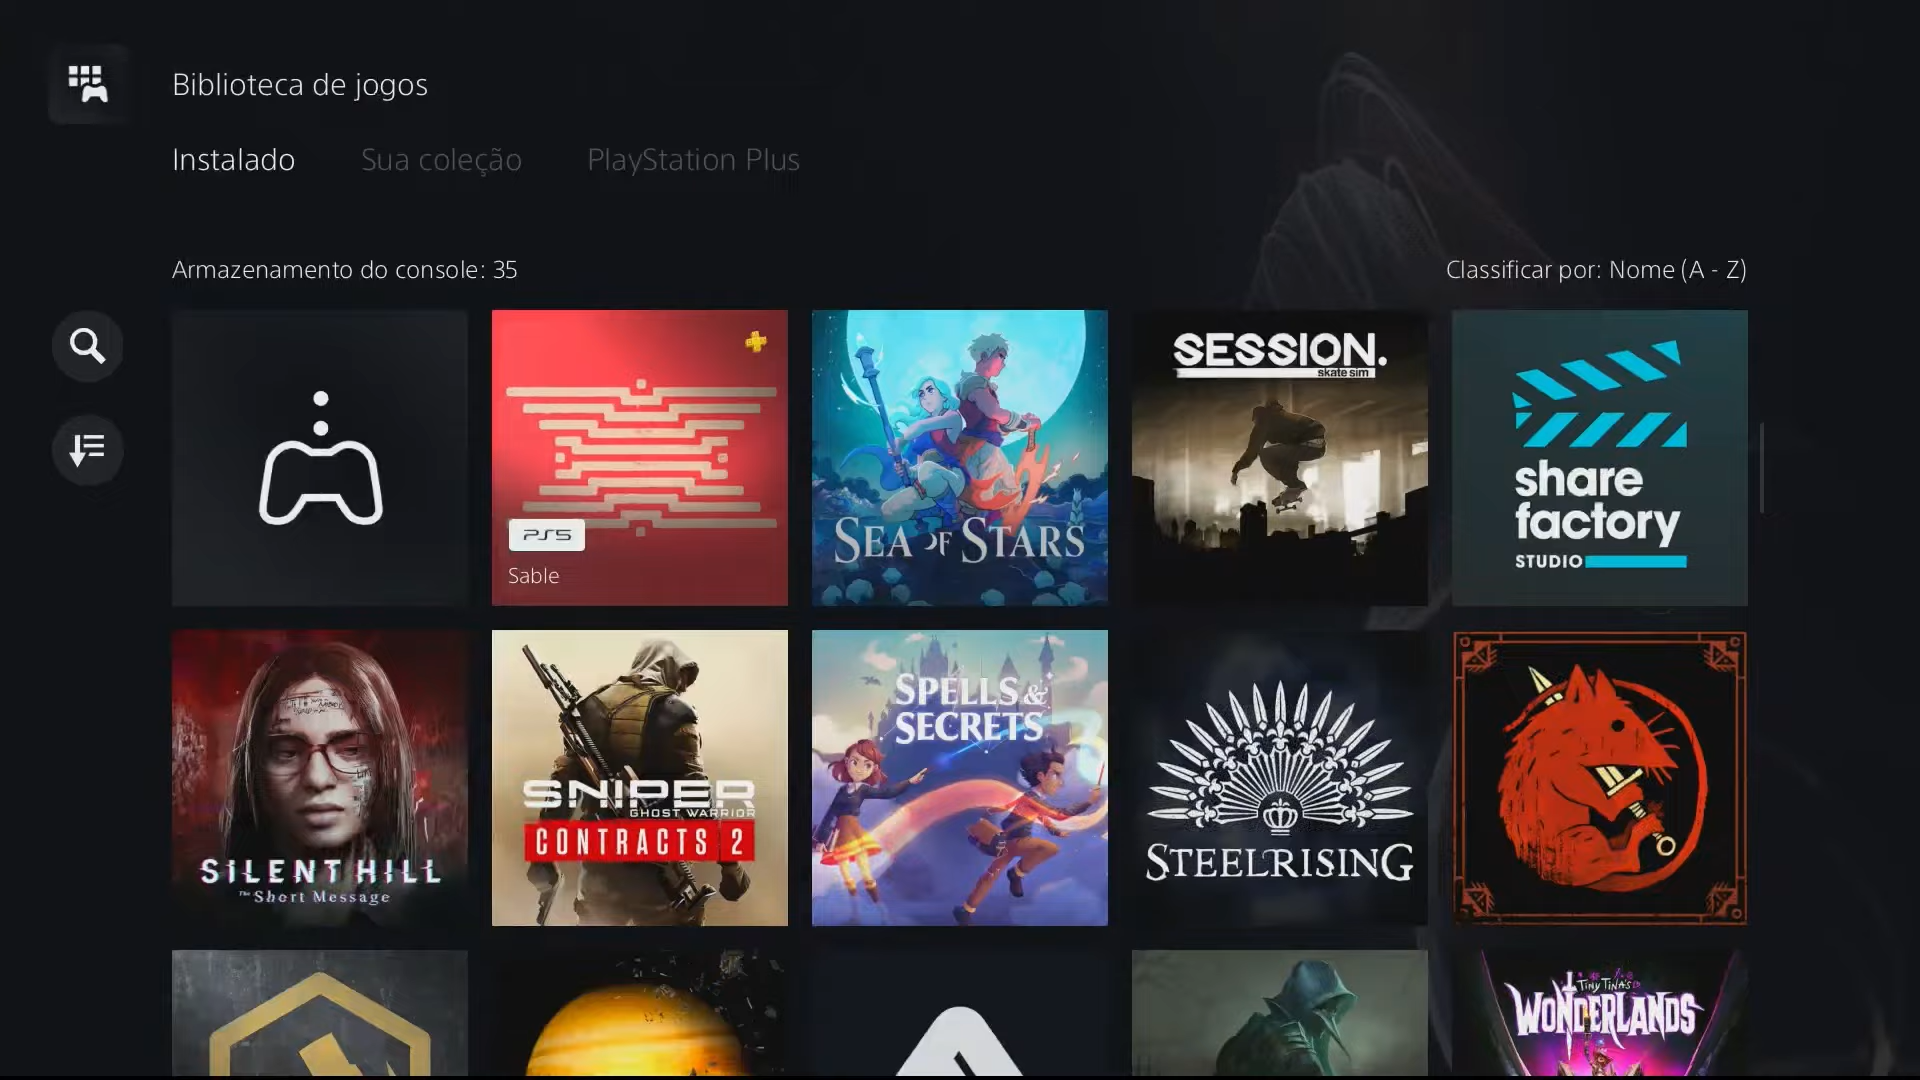 Biblioteca de jogos
Instalado
Sua coleção
PlayStation Plus
Armazenamento do console: 35
Classificar por: Nome (A - Z)
PS5
Sable
SEA OF STARS
SESSION.
skate sim
share
factory
STUDIO
SILENT HILL
The Short Message
SNIPER
GHOST WARRIOR
CONTRACTS 2
SPELLS &
SECRETS
STEELRISING
TINY TINA'S
WONDERLANDS